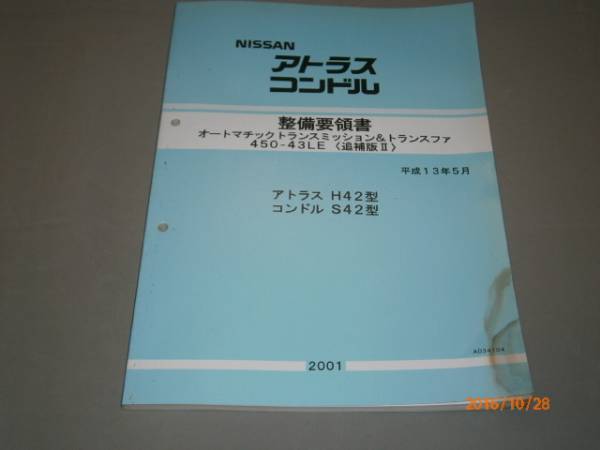 NISSAN
アトラス
コンドル
整備要領書
オートマチックトランスミッション&トランスファ
450-43LE〈追補版Ⅱ〉
平成13年5月
アトラス H42型
コンドル S42型
2001
2016/10/28